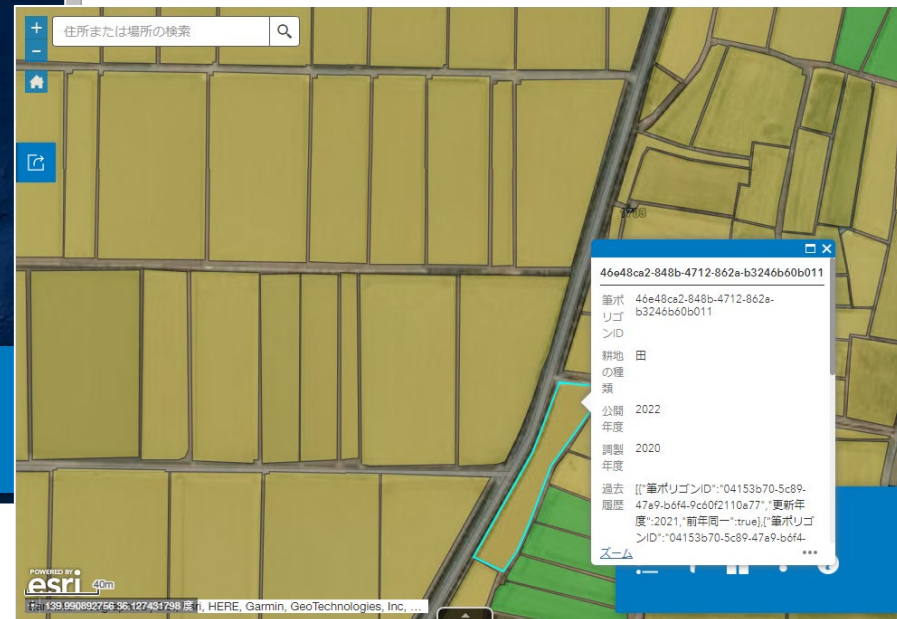 +
住所または場所の検索
−
46e48ca2-848b-4712-862a-b3246b60b011
筆ポリゴンID
46e48ca2-848b-4712-862a-
b3246b60b011
耕地の種類
田
公開年度
2022
調製年度
2020
過去履歴
[{"筆ポリゴンID":"04153b70-5c89-
47a9-b6f4-9c60f2110a77","更新年
度":2021,"前年同一":true},{"筆ポリゴ
ンID":"04153b70-5c89-47a9-b6f4-
ズーム
•••
POWERED BY
esri
40m
139.990892756 36.127431798 度
i, HERE, Garmin, GeoTechnologies, Inc, …